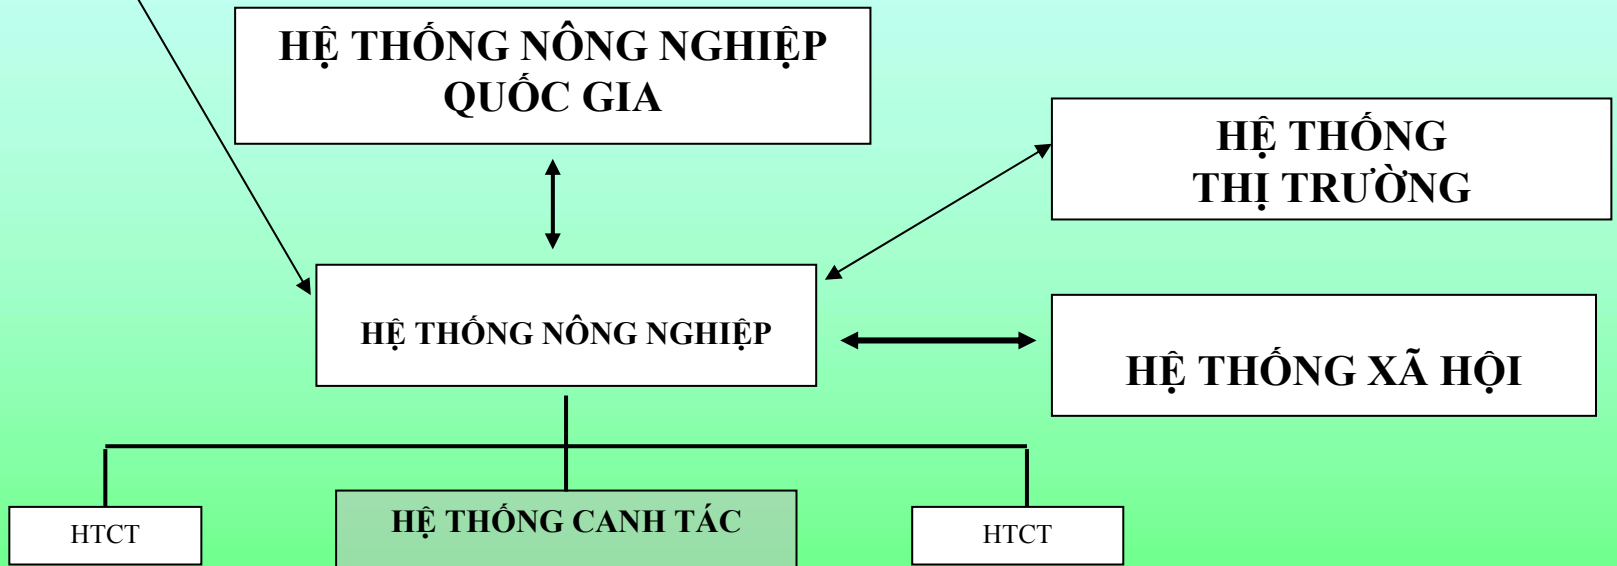 HỆ THỐNG NÔNG NGHIỆP
QUỐC GIA
HỆ THỐNG
THỊ TRƯỜNG
HỆ THỐNG NÔNG NGHIỆP
HỆ THỐNG XÃ HỘI
HTCT
HỆ THỐNG CANH TÁC
HTCT